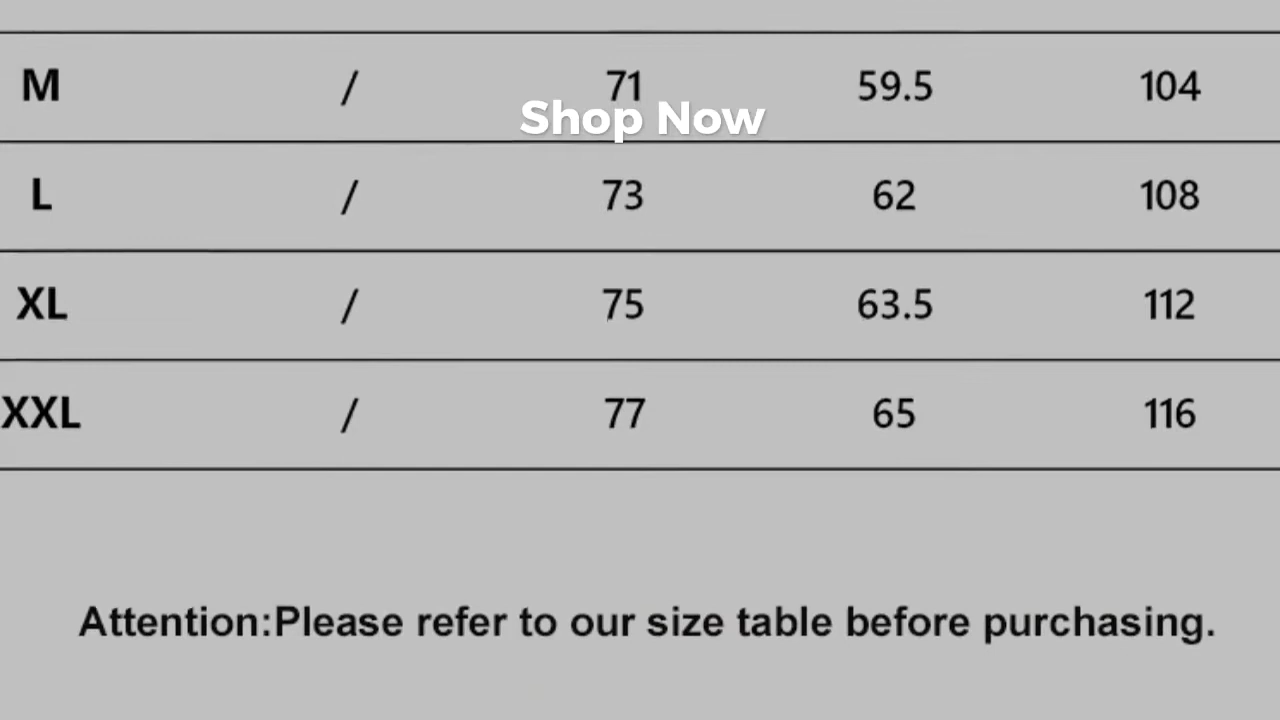 M / 71 59.5 104
Shop Now
L / 73 62 108
XL / 75 63.5 112
XXL / 77 65 116
Attention:Please refer to our size table before purchasing.